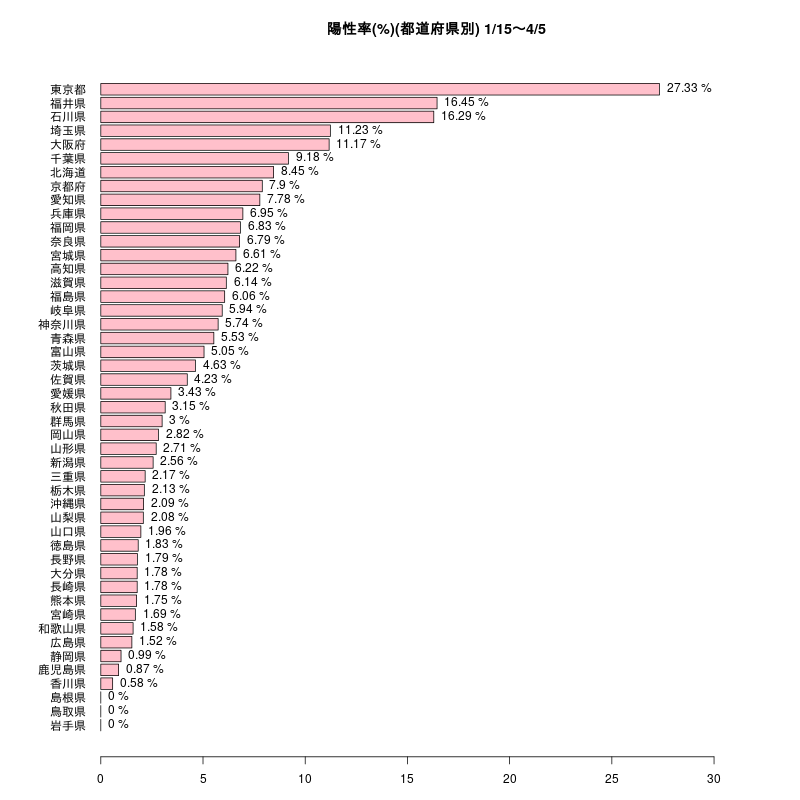 陽性率(%)(都道府県別) 1/15〜4/5
東京都 27.33 %
福井県 16.45 %
石川県 16.29 %
埼玉県 11.23 %
大阪府 11.17 %
千葉県 9.18 %
北海道 8.45 %
京都府 7.9 %
愛知県 7.78 %
兵庫県 6.95 %
福岡県 6.83 %
奈良県 6.79 %
宮城県 6.61 %
高知県 6.22 %
滋賀県 6.14 %
福島県 6.06 %
岐阜県 5.94 %
神奈川県 5.74 %
青森県 5.53 %
富山県 5.05 %
茨城県 4.63 %
佐賀県 4.23 %
愛媛県 3.43 %
秋田県 3.15 %
群馬県 3 %
岡山県 2.82 %
山形県 2.71 %
新潟県 2.56 %
三重県 2.17 %
栃木県 2.13 %
沖縄県 2.09 %
山梨県 2.08 %
山口県 1.96 %
徳島県 1.83 %
長野県 1.79 %
大分県 1.78 %
長崎県 1.78 %
熊本県 1.75 %
宮崎県 1.69 %
和歌山県 1.58 %
広島県 1.52 %
静岡県 0.99 %
鹿児島県 0.87 %
香川県 0.58 %
島根県 0 %
鳥取県 0 %
岩手県 0 %
0 5 10 15 20 25 30